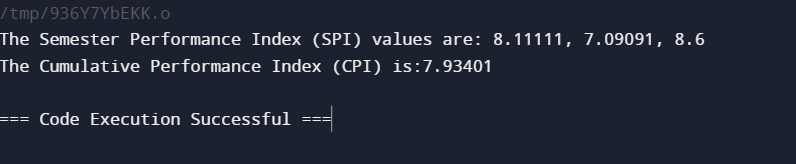 /tmp/936Y7YbEKK.o
The Semester Performance Index (SPI) values are: 8.11111, 7.09091, 8.6
The Cumulative Performance Index (CPI) is:7.93401
=== Code Execution Successful ===